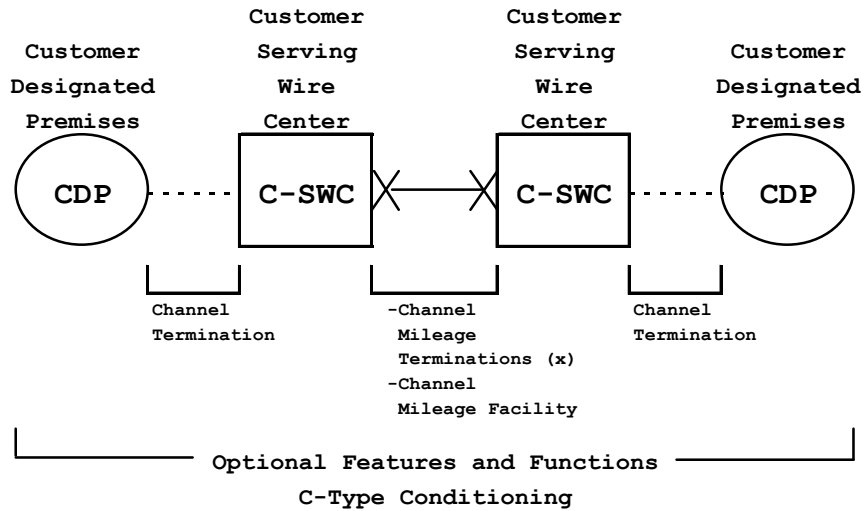 Customer
Designated
Premises
Customer
Serving
Wire
Center
Customer
Serving
Wire
Center
Customer
Designated
Premises
CDP
C-SWC
C-SWC
CDP
Channel
Termination
-Channel
Mileage
Terminations (x)
-Channel
Mileage Facility
Channel
Termination
Optional Features and Functions
C-Type Conditioning